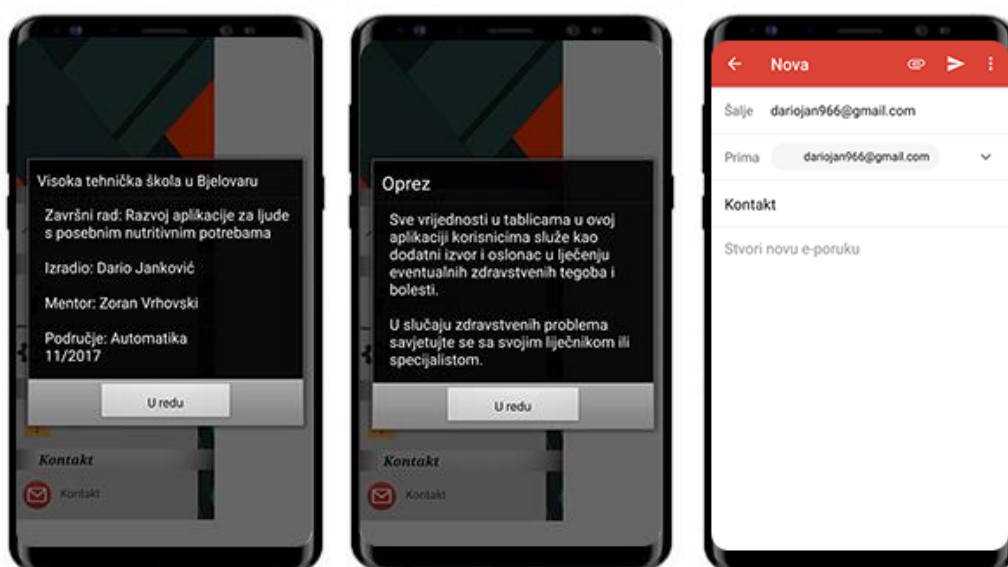 Visoka tehnička škola u Bjelovaru
Završni rad: Razvoj aplikacije za ljude
s posebnim nutritivnim potrebama
Izradio: Dario Janković
Mentor: Zoran Vrhovski
Područje: Automatika
11/2017
U redu
Kontakt
Kontakt
Oprez
Sve vrijednosti u tablicama u ovoj
aplikaciji korisnicima služe kao
dodatni izvor i oslonac u lječenju
eventualnih zdravstvenih tegoba i
bolesti.
U slučaju zdravstvenih problema
savjetujte se sa svojim liječnikom ili
specijalistom.
U redu
Kontakt
Kontakt
Nova
Šalje dariojan966@gmail.com
Prima dariojan966@gmail.com
Kontakt
Stvori novu e-poruku